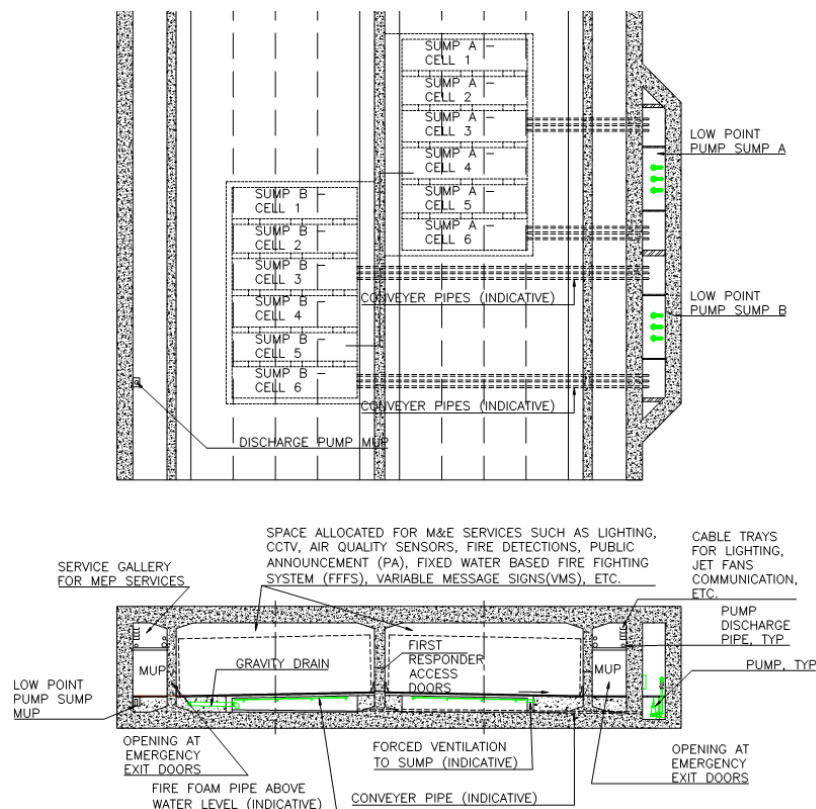 SUMP A -
CELL 1
SUMP A -
CELL 2
SUMP A -
CELL 3
SUMP A -
CELL 4
SUMP A -
CELL 5
SUMP A -
CELL 6
LOW POINT
PUMP SUMP A
SUMP B -
CELL 1
SUMP B -
CELL 2
SUMP B -
CELL 3
SUMP B -
CELL 4
SUMP B -
CELL 5
SUMP B -
CELL 6
CONVEYER PIPES (INDICATIVE)
LOW POINT
PUMP SUMP B
CONVEYER PIPES (INDICATIVE)
DISCHARGE PUMP MUP
SPACE ALLOCATED FOR M&E SERVICES SUCH AS LIGHTING,
CCTV, AIR QUALITY SENSORS, FIRE DETECTIONS, PUBLIC
ANNOUNCEMENT (PA), FIXED WATER BASED FIRE FIGHTING
SYSTEM (FFFS), VARIABLE MESSAGE SIGNS(VMS), ETC.
CABLE TRAYS
FOR LIGHTING,
JET FANS
COMMUNICATION,
ETC.
SERVICE GALLERY
FOR MEP SERVICES
PUMP
DISCHARGE
PIPE, TYP
FIRST
RESPONDER
ACCESS
DOORS
MUP
GRAVITY DRAIN
MUP
PUMP, TYP
LOW POINT
PUMP SUMP
MUP
OPENING AT
EMERGENCY
EXIT DOORS
FORCED VENTILATION
TO SUMP (INDICATIVE)
OPENING AT
EMERGENCY
EXIT DOORS
FIRE FOAM PIPE ABOVE
WATER LEVEL (INDICATIVE)
CONVEYER PIPE (INDICATIVE)